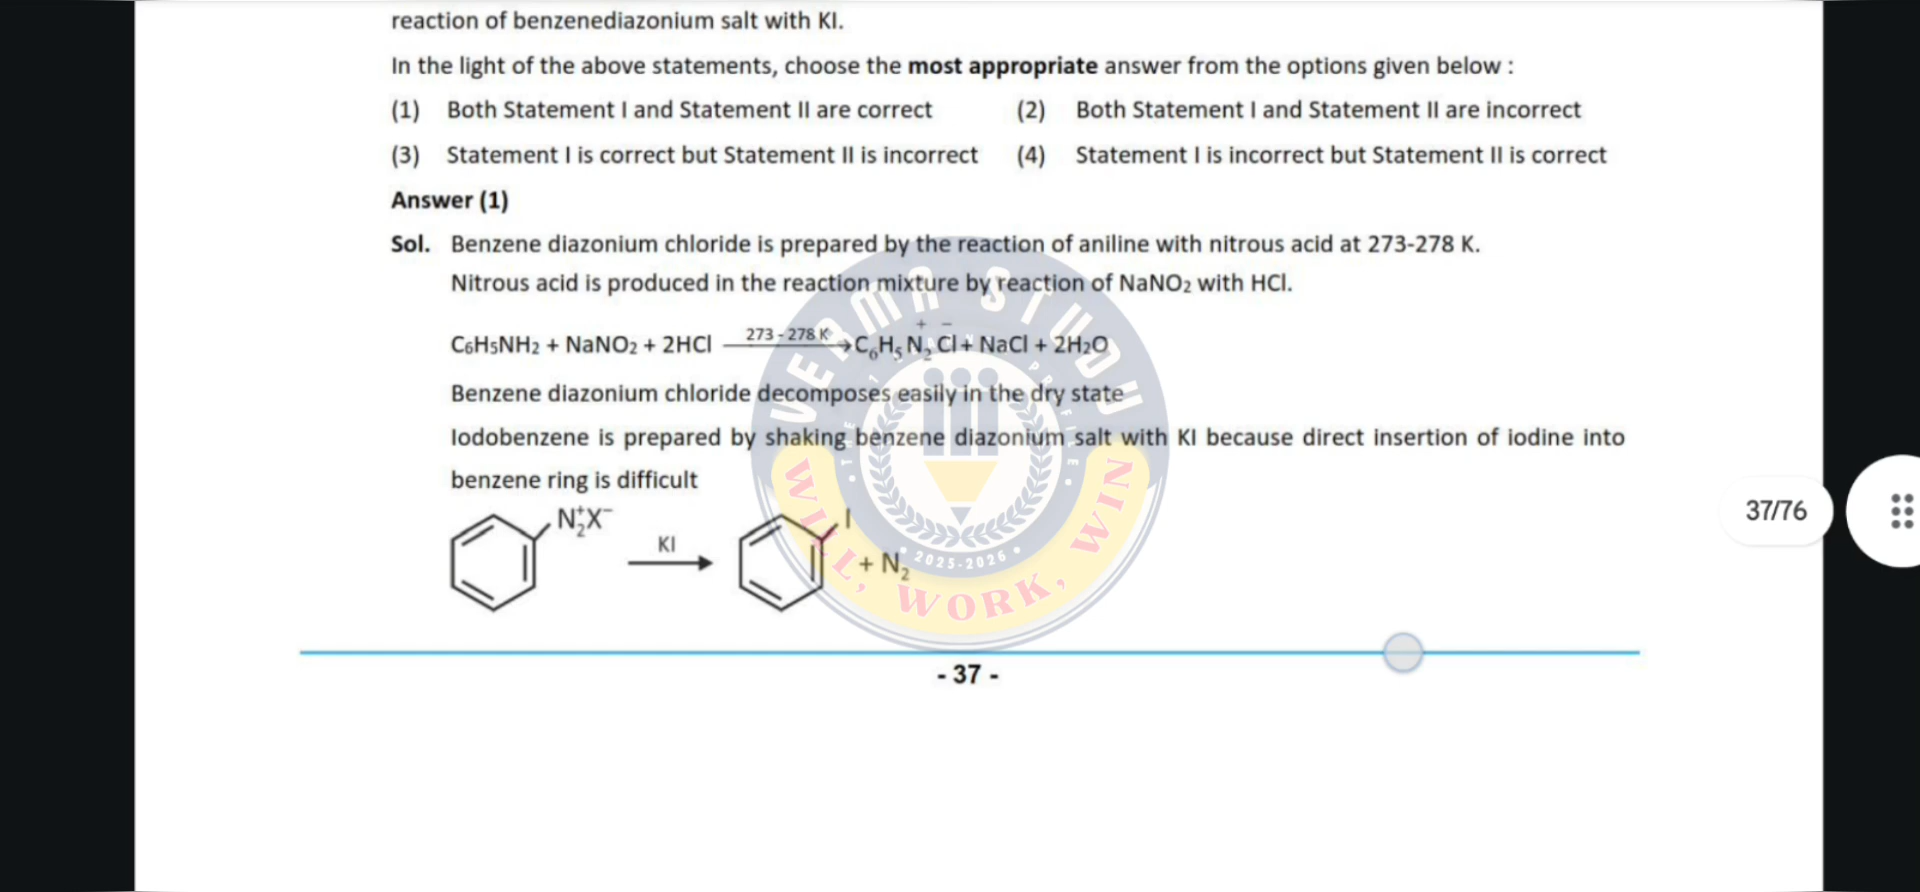 reaction of benzenediazonium salt with KI.
In the light of the above statements, choose the most appropriate answer from the options given below :
(1) Both Statement I and Statement II are correct (2) Both Statement I and Statement II are incorrect
(3) Statement I is correct but Statement II is incorrect (4) Statement I is incorrect but Statement II is correct
Answer (1)
Sol. Benzene diazonium chloride is prepared by the reaction of aniline with nitrous acid at 273-278 K.
Nitrous acid is produced in the reaction mixture by reaction of NaNO₂ with HCl.
C₆H₅NH₂ + NaNO₂ + 2HCl 273 - 278 K → C₆H₅N₂⁺Cl⁻ + NaCl + 2H₂O
Benzene diazonium chloride decomposes easily in the dry state
Iodobenzene is prepared by shaking benzene diazonium salt with KI because direct insertion of iodine into
benzene ring is difficult
N₂⁺X⁻ KI I + N₂
- 37 -
37/76
VERMA STUDY
WILL, WORK, WIN
• 2025-2026 •